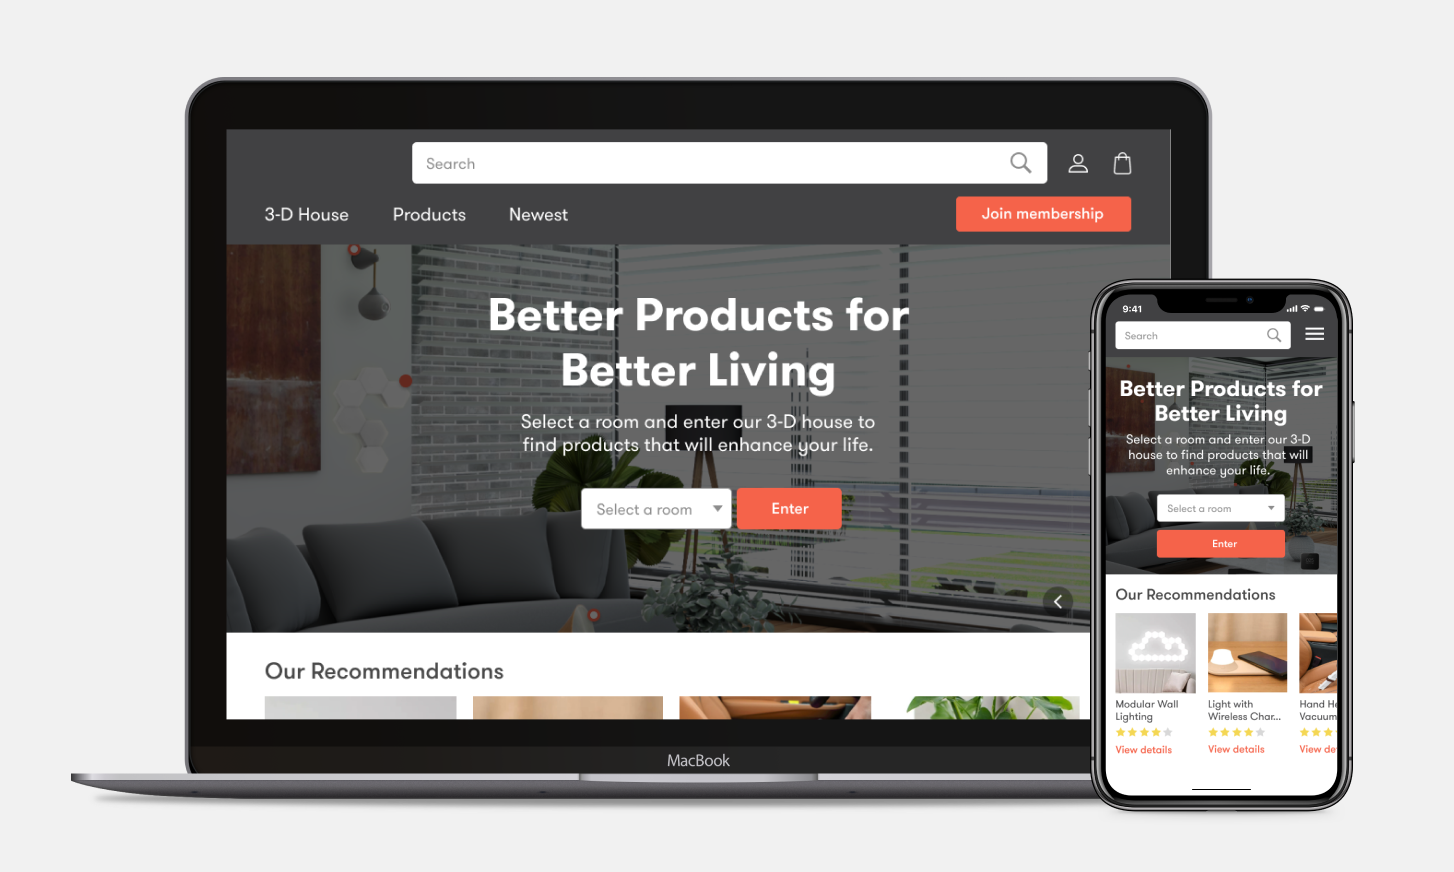 Search
3-D House
Products
Newest
Join membership
Better Products for
Better Living
Select a room and enter our 3-D house to
find products that will enhance your life.
Select a room
Enter
Our Recommendations
MacBook
9:41
Search
Better Products for
Better Living
Select a room and enter our 3-D
house to find products that will
enhance your life.
Select a room
Enter
Our Recommendations
Modular Wall
Lighting
View details
Light with
Wireless Char...
View details
Hand He
Vacuum
View de